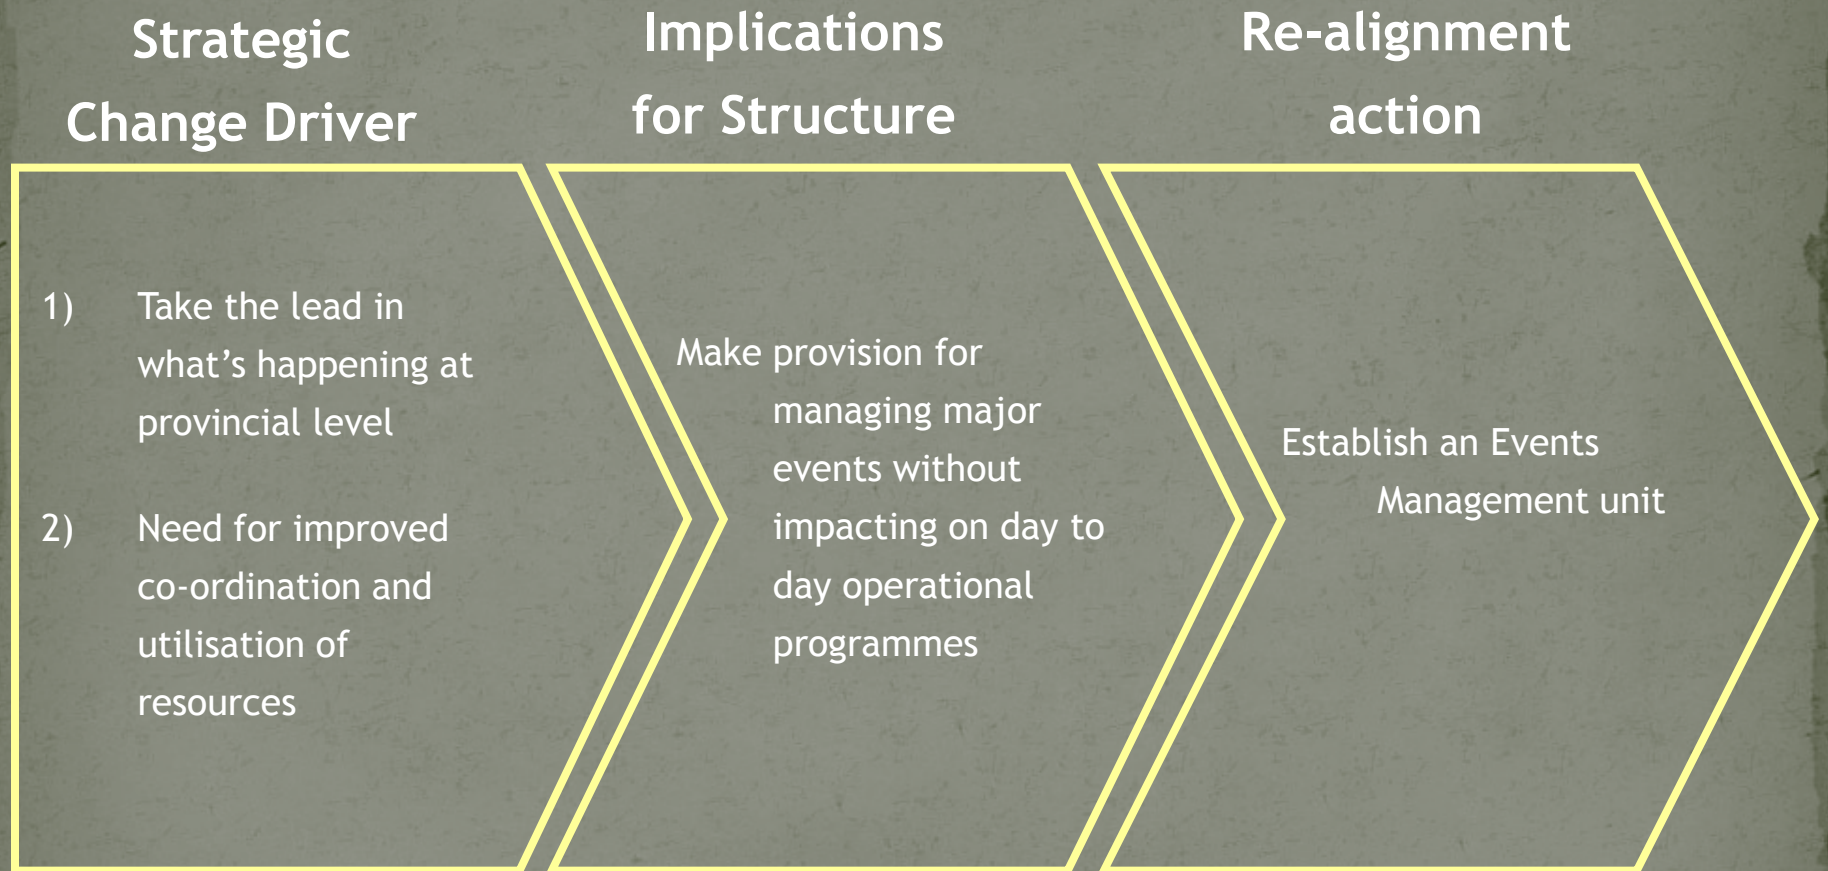 Strategic
Change Driver
Implications
for Structure
Re-alignment
action
1) Take the lead in
what’s happening at
provincial level
2) Need for improved
co-ordination and
utilisation of
resources
Make provision for
managing major
events without
impacting on day to
day operational
programmes
Establish an Events
Management unit